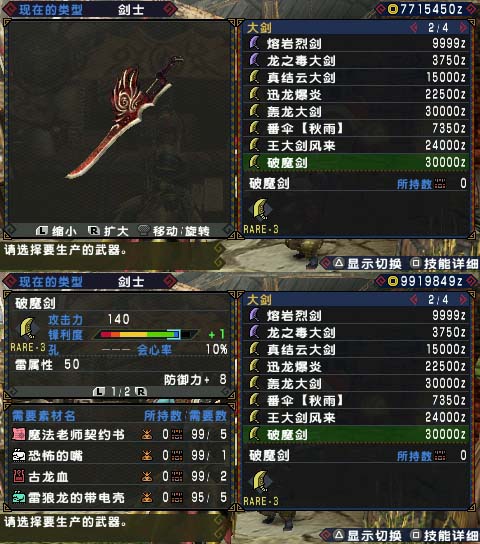 现在的类型 剑士
7715450z
大剑 2/4
熔岩烈剑 9999z
龙之毒大剑 3750z
真结云大剑 15000z
迅龙爆炎 22500z
轰龙大剑 30000z
番伞【秋雨】 7350z
王大剑风来 24000z
破魔剑 30000z
破魔剑 所持数 0
RARE-3
L 缩小 R 扩大 移动/旋转
请选择要生产的武器。
△显示切换 □技能详细
现在的类型 剑士
9919849z
破魔剑
攻击力 140
锋利度 +1
RARE-3
孔 --- 会心率 10%
雷属性 50
防御力+ 8
L 1/2 R
需要素材名 所持数 需要数
魔法老师契约书 0 99/ 5
恐怖的嘴 0 99/ 1
古龙血 0 99/ 2
雷狼龙的带电壳 0 95/ 5
请选择要生产的武器。
大剑 2/4
熔岩烈剑 9999z
龙之毒大剑 3750z
真结云大剑 15000z
迅龙爆炎 22500z
轰龙大剑 30000z
番伞【秋雨】 7350z
王大剑风来 24000z
破魔剑 30000z
破魔剑 所持数 0
RARE-3
△显示切换 □技能详细